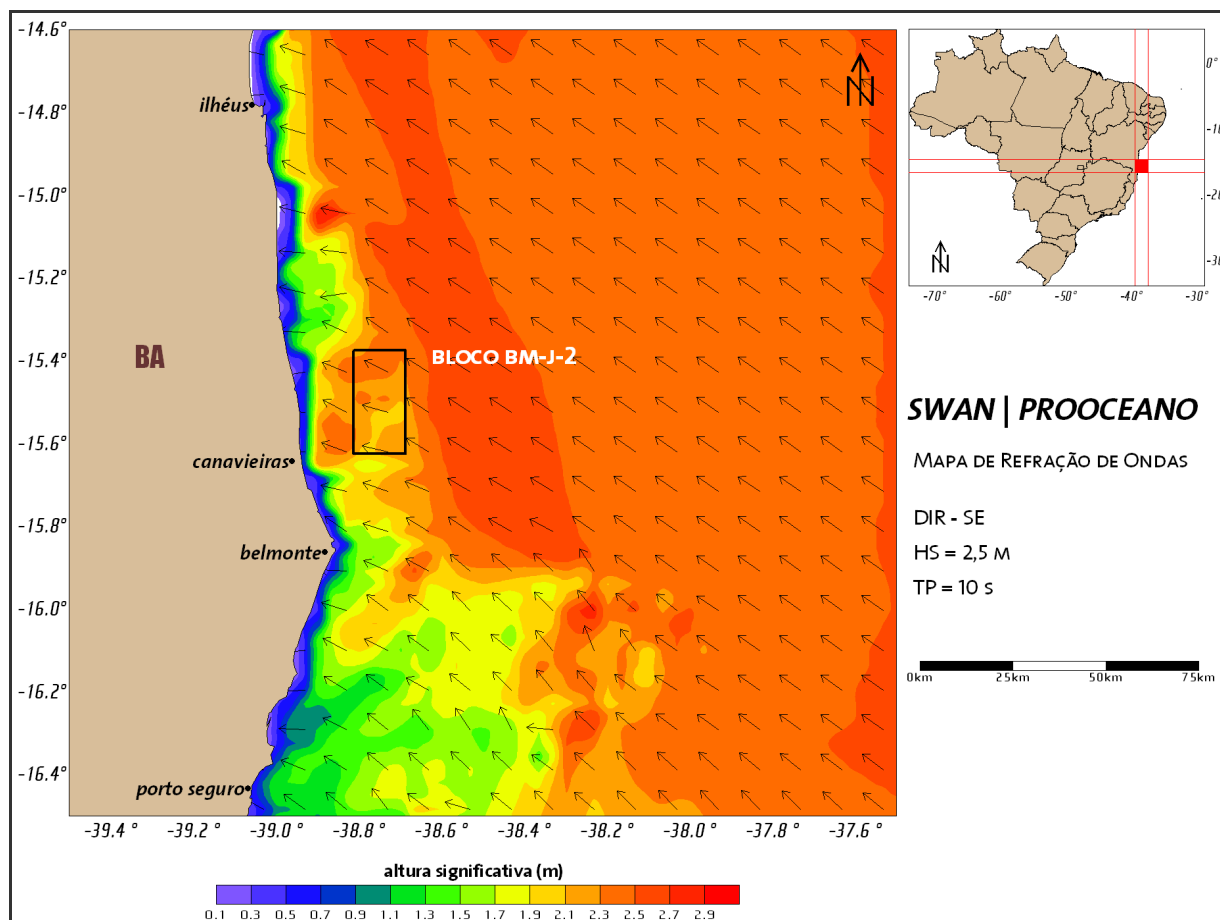 -14.6°
-14.8°
-15.0°
-15.2°
-15.4°
-15.6°
-15.8°
-16.0°
-16.2°
-16.4°
ilhéus
canavieiras
belmonte
porto seguro
BA
BLOCO BM-J-2
N
-39.4° -39.2° -39.0° -38.8° -38.6° -38.4° -38.2° -38.0° -37.8° -37.6°
altura significativa (m)
0.1 0.3 0.5 0.7 0.9 1.1 1.3 1.5 1.7 1.9 2.1 2.3 2.5 2.7 2.9
0°
-10°
-20°
-30°
N
-70° -60° -50° -40° -30°
SWAN | PROOCEANO
MAPA DE REFRAÇÃO DE ONDAS
DIR - SE
HS = 2,5 M
TP = 10 S
0km 25km 50km 75km